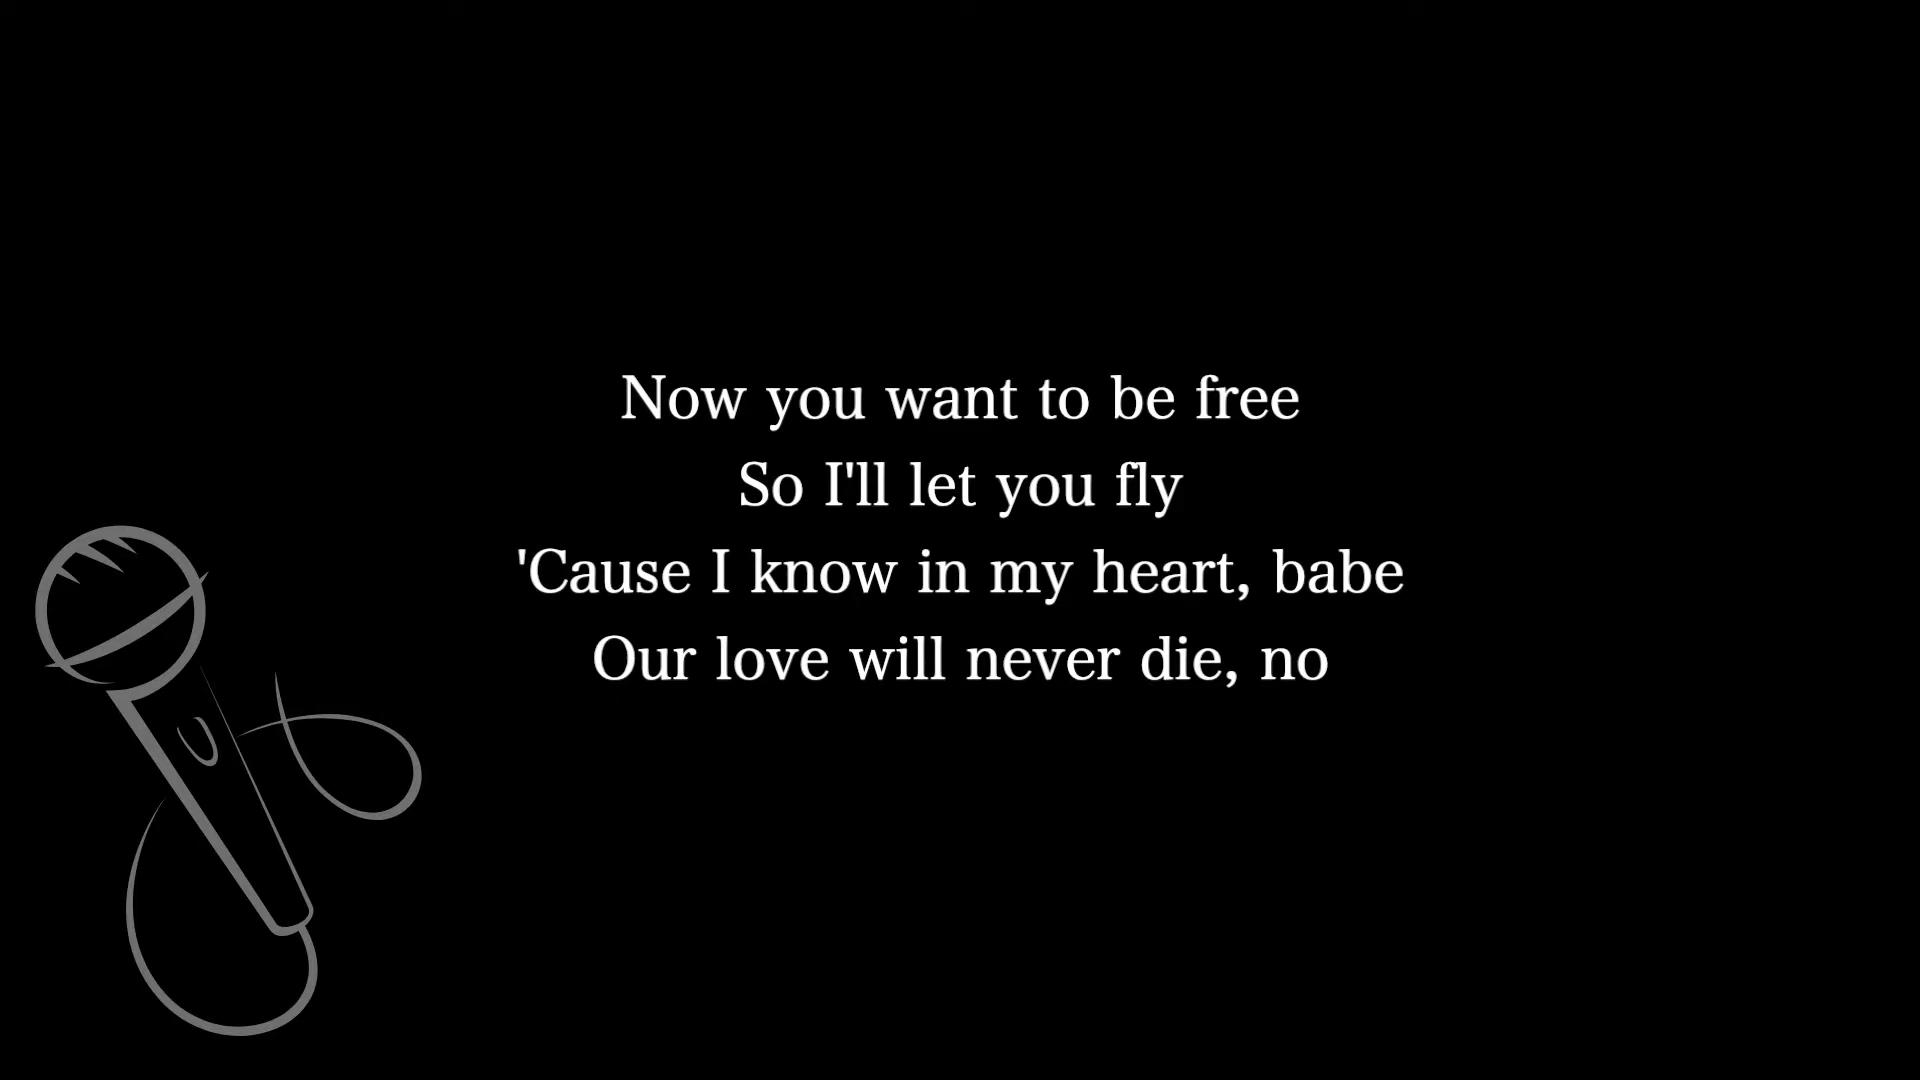 Now you want to be free
So I'll let you fly
'Cause I know in my heart, babe
Our love will never die, no